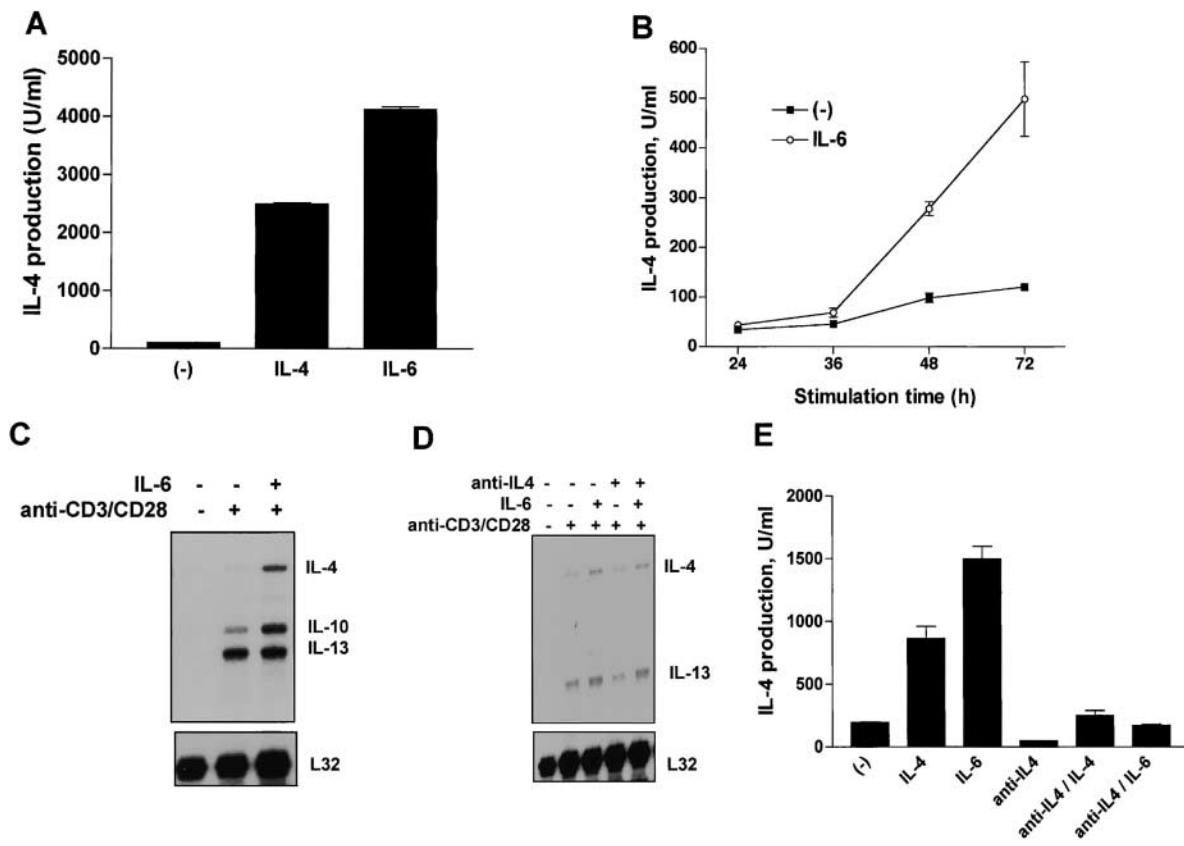 A
IL-4 production (U/ml)
5000
4000
3000
2000
1000
0
(-) IL-4 IL-6
B
IL-4 production, U/ml
600
500
400
300
200
100
0
(-)
IL-6
24 36 48 72
Stimulation time (h)
C
IL-6 - - +
anti-CD3/CD28 - + +
IL-4
IL-10
IL-13
L32
D
anti-IL4 - - - + +
IL-6 - - + - +
anti-CD3/CD28 - + + + +
IL-4
IL-13
L32
E
IL-4 production, U/ml
2000
1500
1000
500
0
(-) IL-4 IL-6 anti-IL4 anti-IL4 / IL-4 anti-IL4 / IL-6